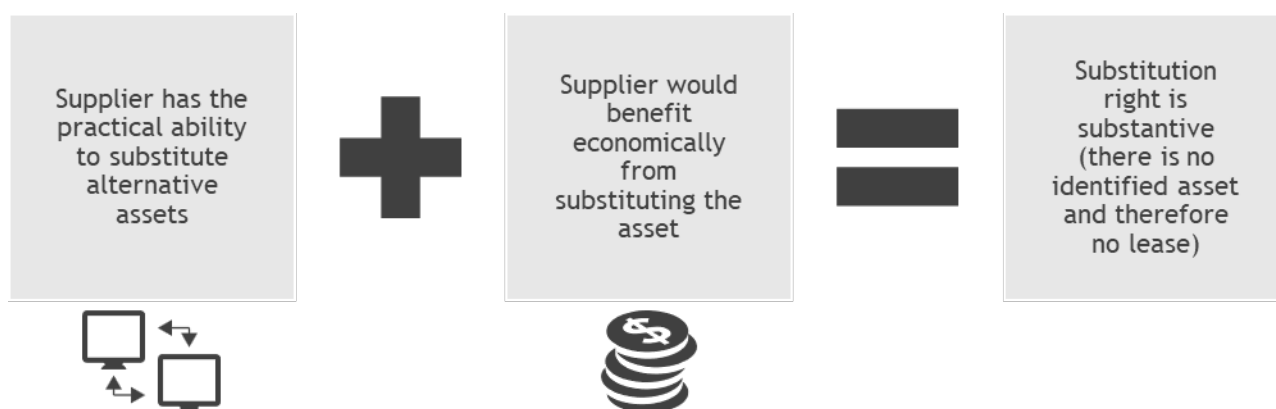 Supplier has the
practical ability
to substitute
alternative
assets
Supplier would
benefit
economically
from
substituting the
asset
$
Substitution
right is
substantive
(there is no
identified asset
and therefore
no lease)